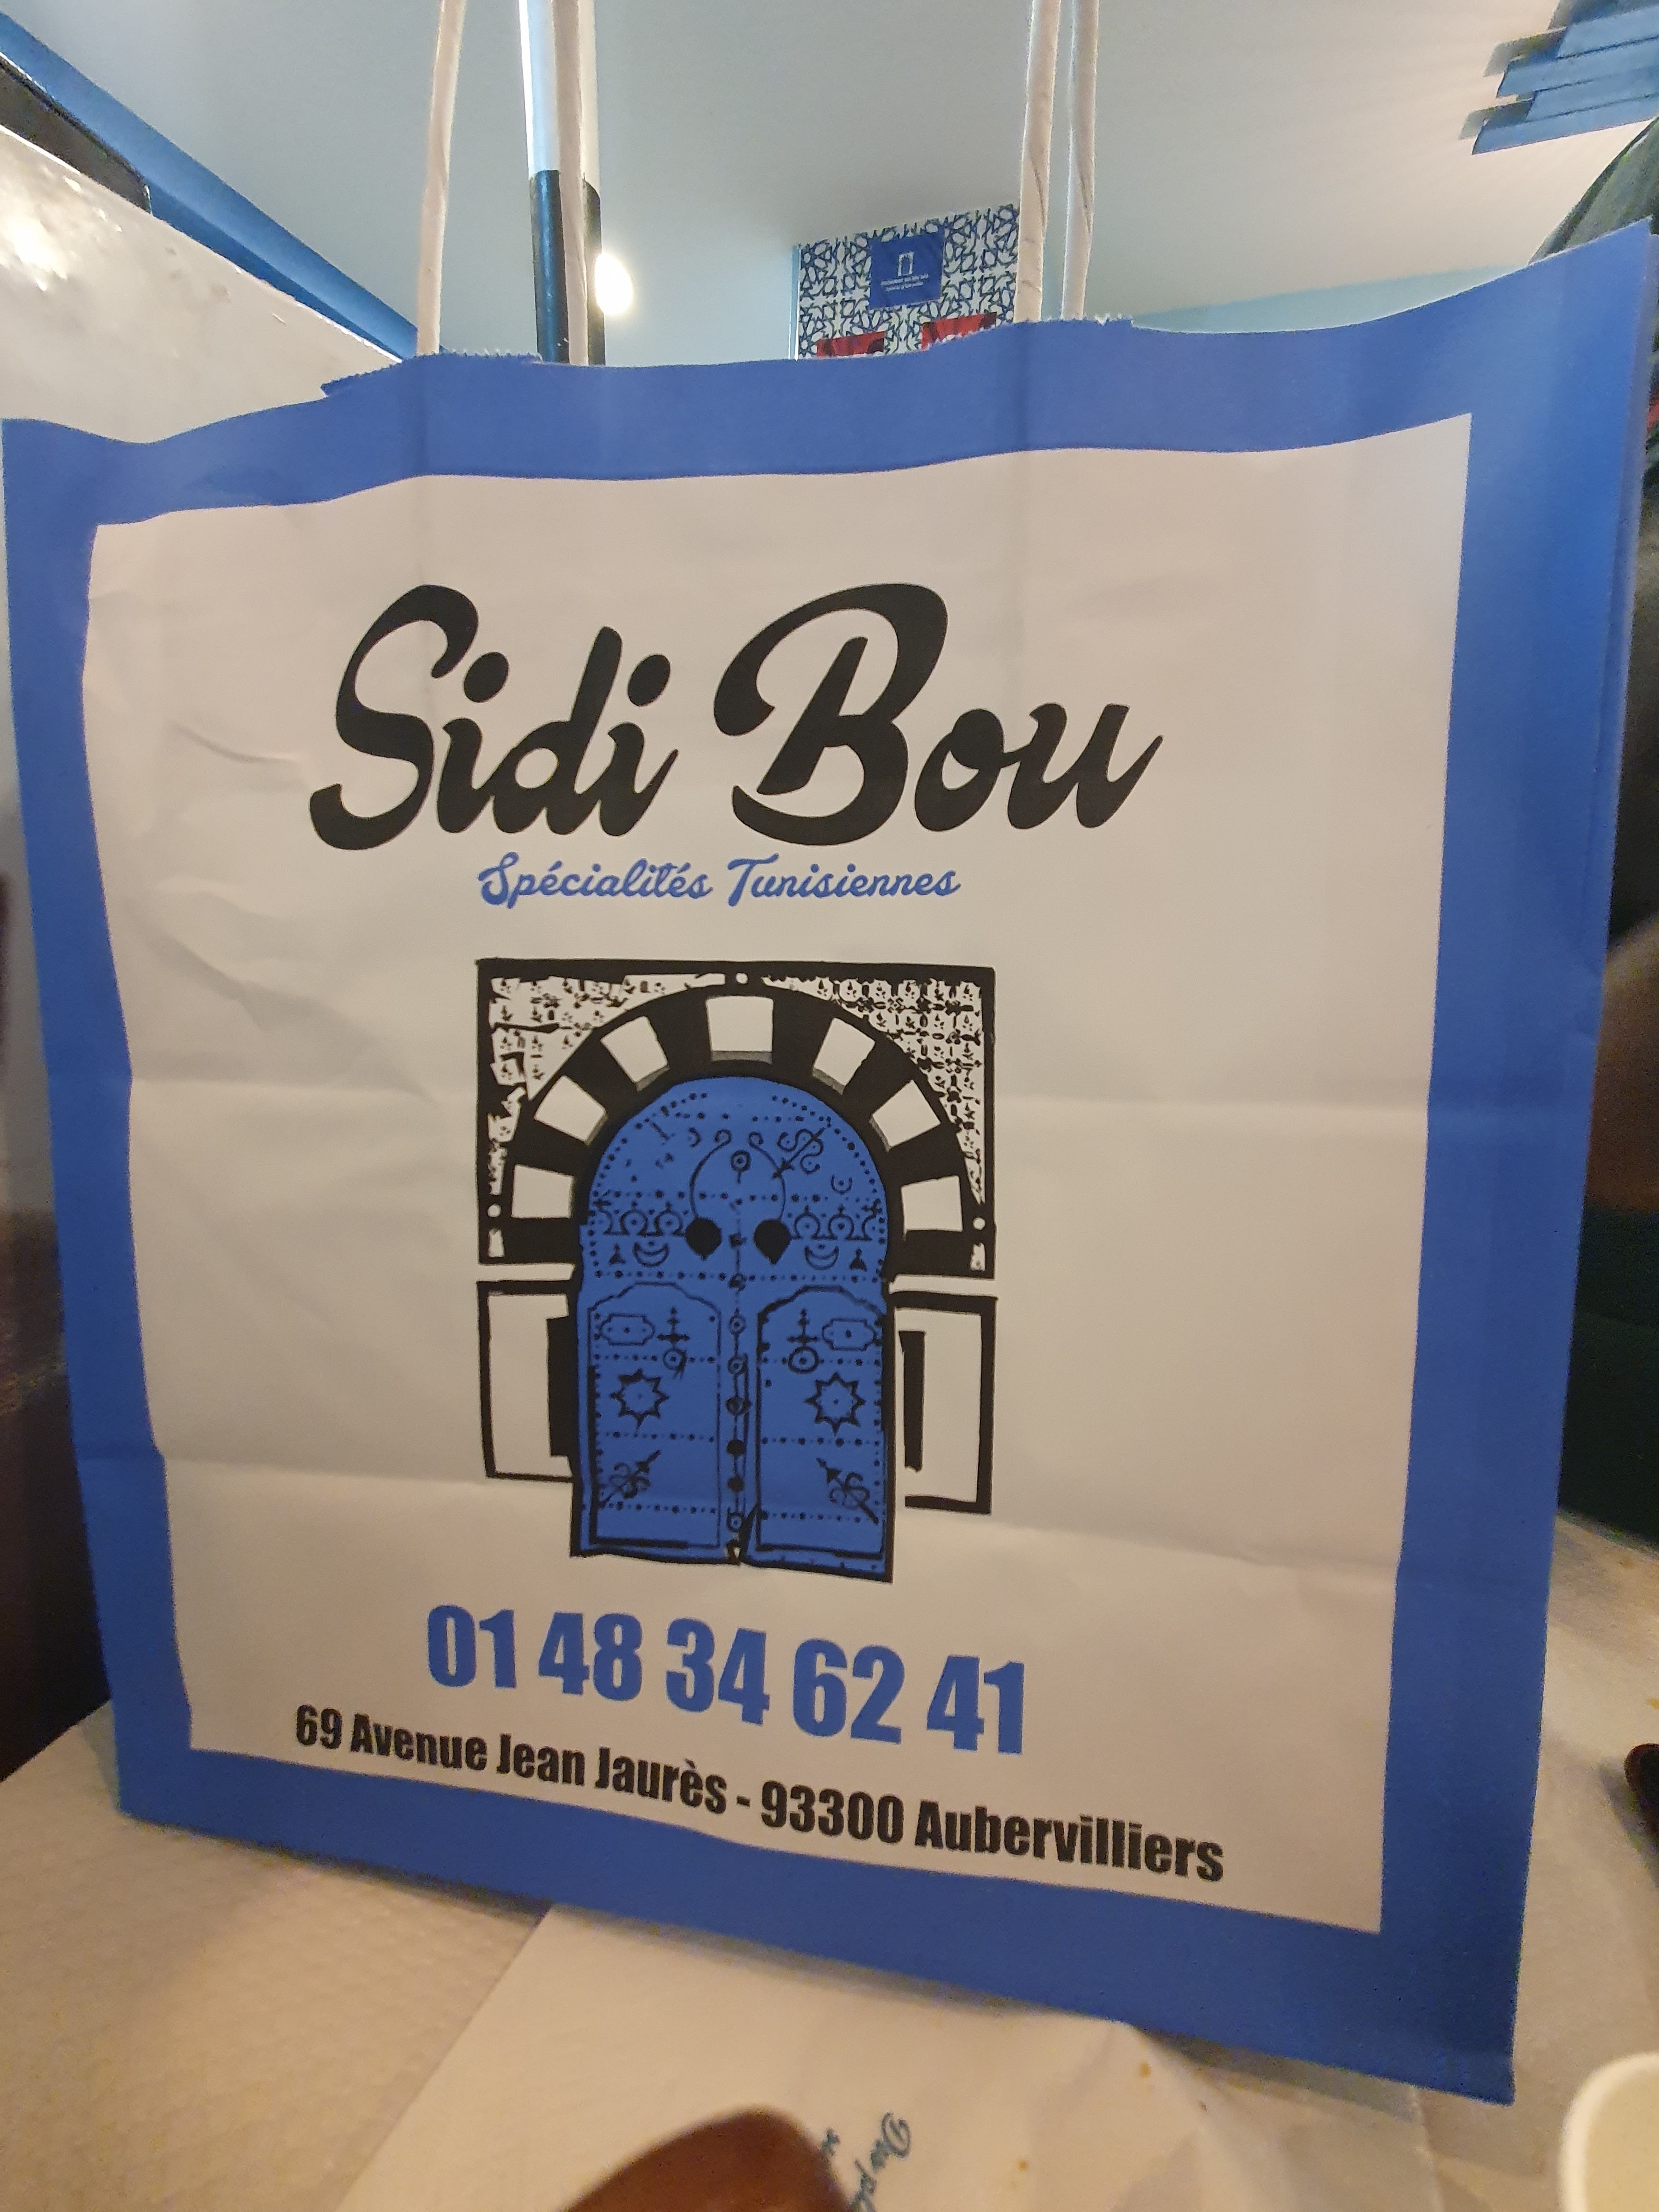 Sidi Bou
Spécialités Tunisiennes
01 48 34 62 41
69 Avenue Jean Jaurès - 93300 Aubervilliers